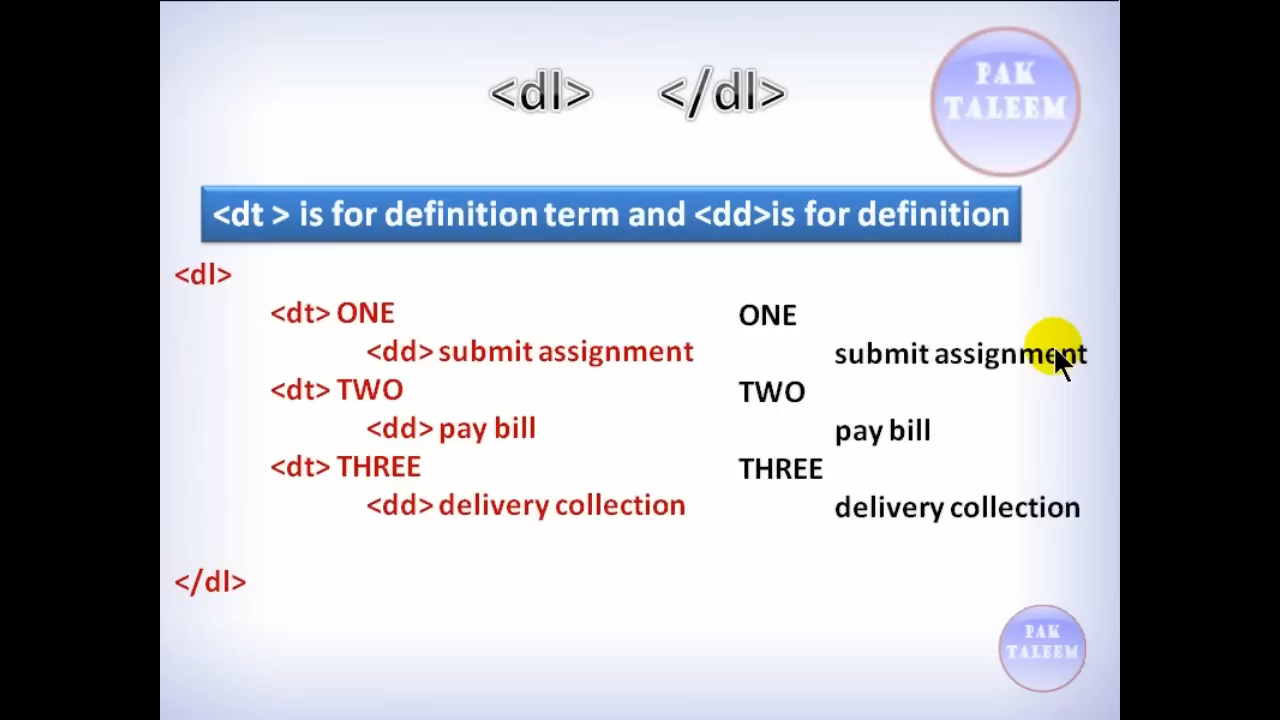 <dl> </dl>
PAK
TALEEM
<dt > is for definition term and <dd>is for definition
<dl>
<dt> ONE
<dd> submit assignment
<dt> TWO
<dd> pay bill
<dt> THREE
<dd> delivery collection
</dl>
ONE
submit assignment
TWO
pay bill
THREE
delivery collection
PAK
TALEEM